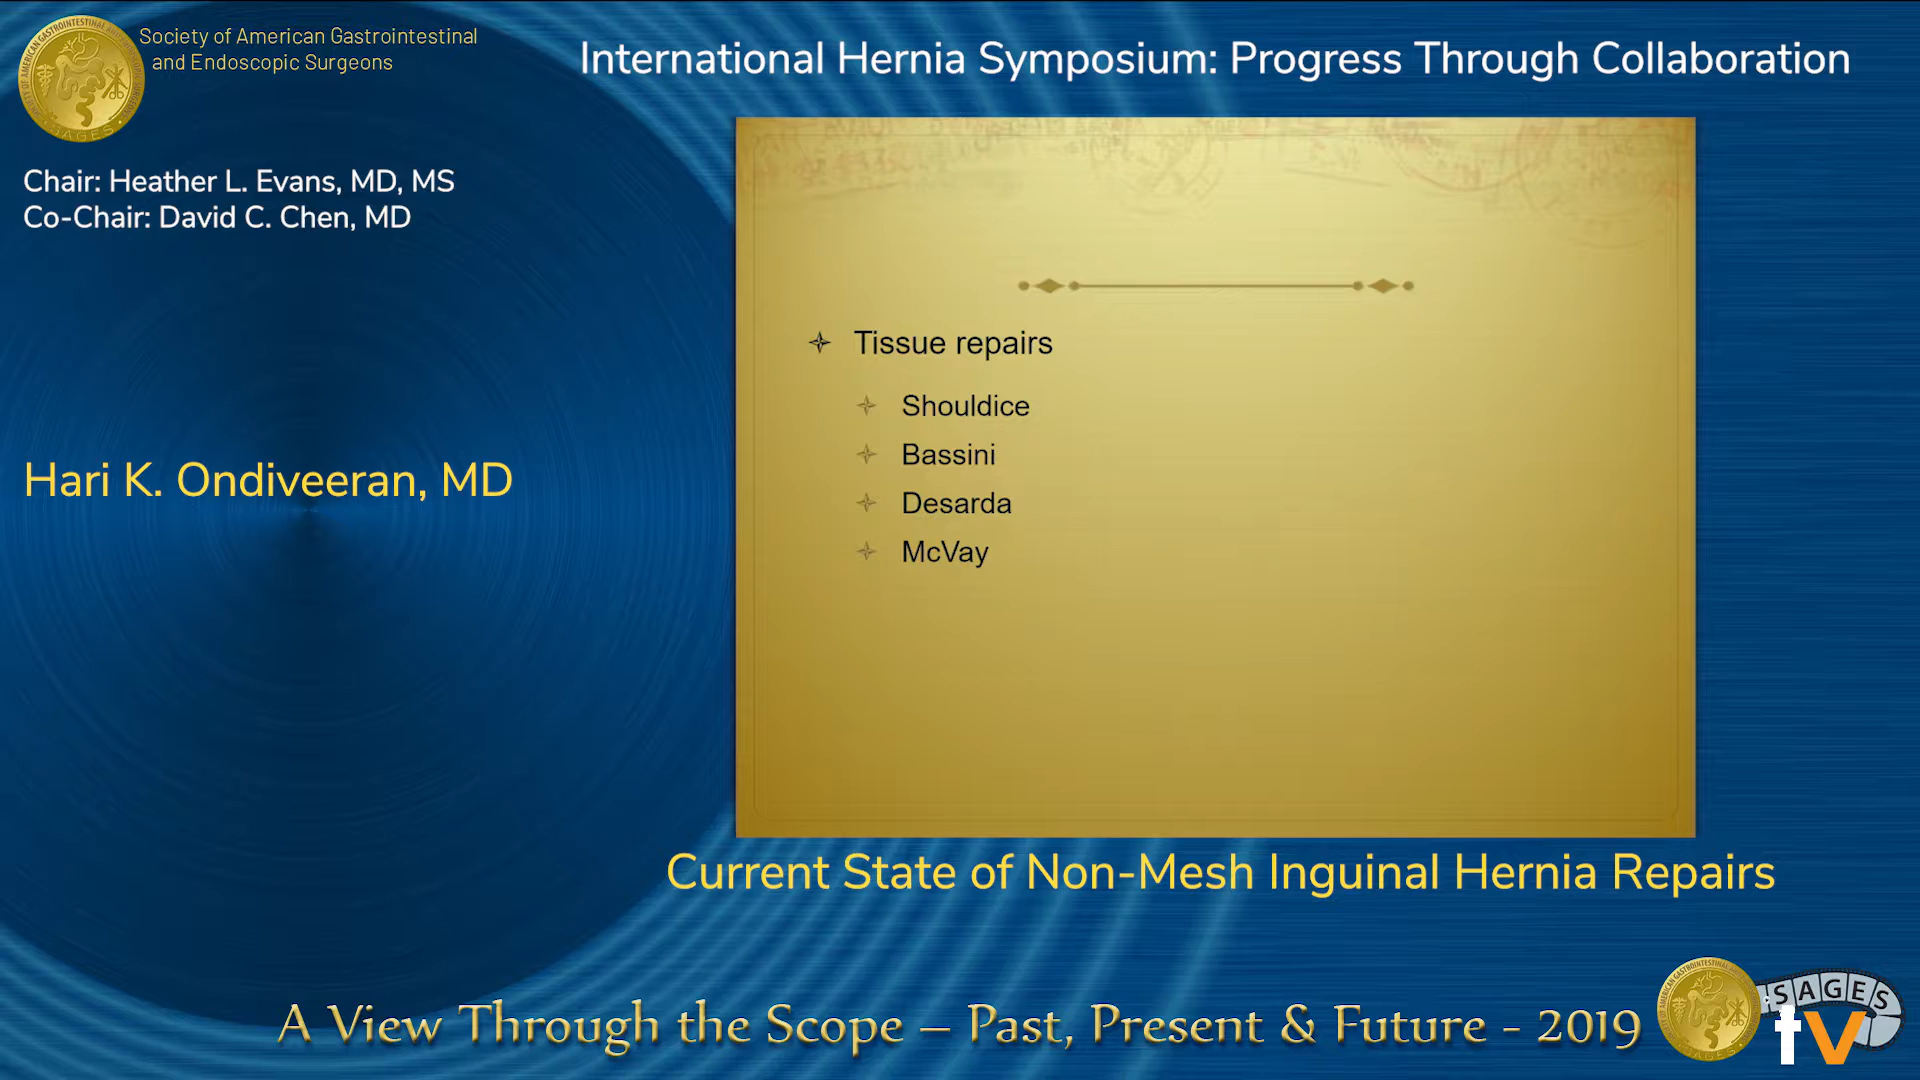 Society of American Gastrointestinal
and Endoscopic Surgeons
International Hernia Symposium: Progress Through Collaboration
Chair: Heather L. Evans, MD, MS
Co-Chair: David C. Chen, MD
Hari K. Ondiveeran, MD
Tissue repairs
Shouldice
Bassini
Desarda
McVay
Current State of Non-Mesh Inguinal Hernia Repairs
A View Through the Scope – Past, Present & Future - 2019
SAGES
tv